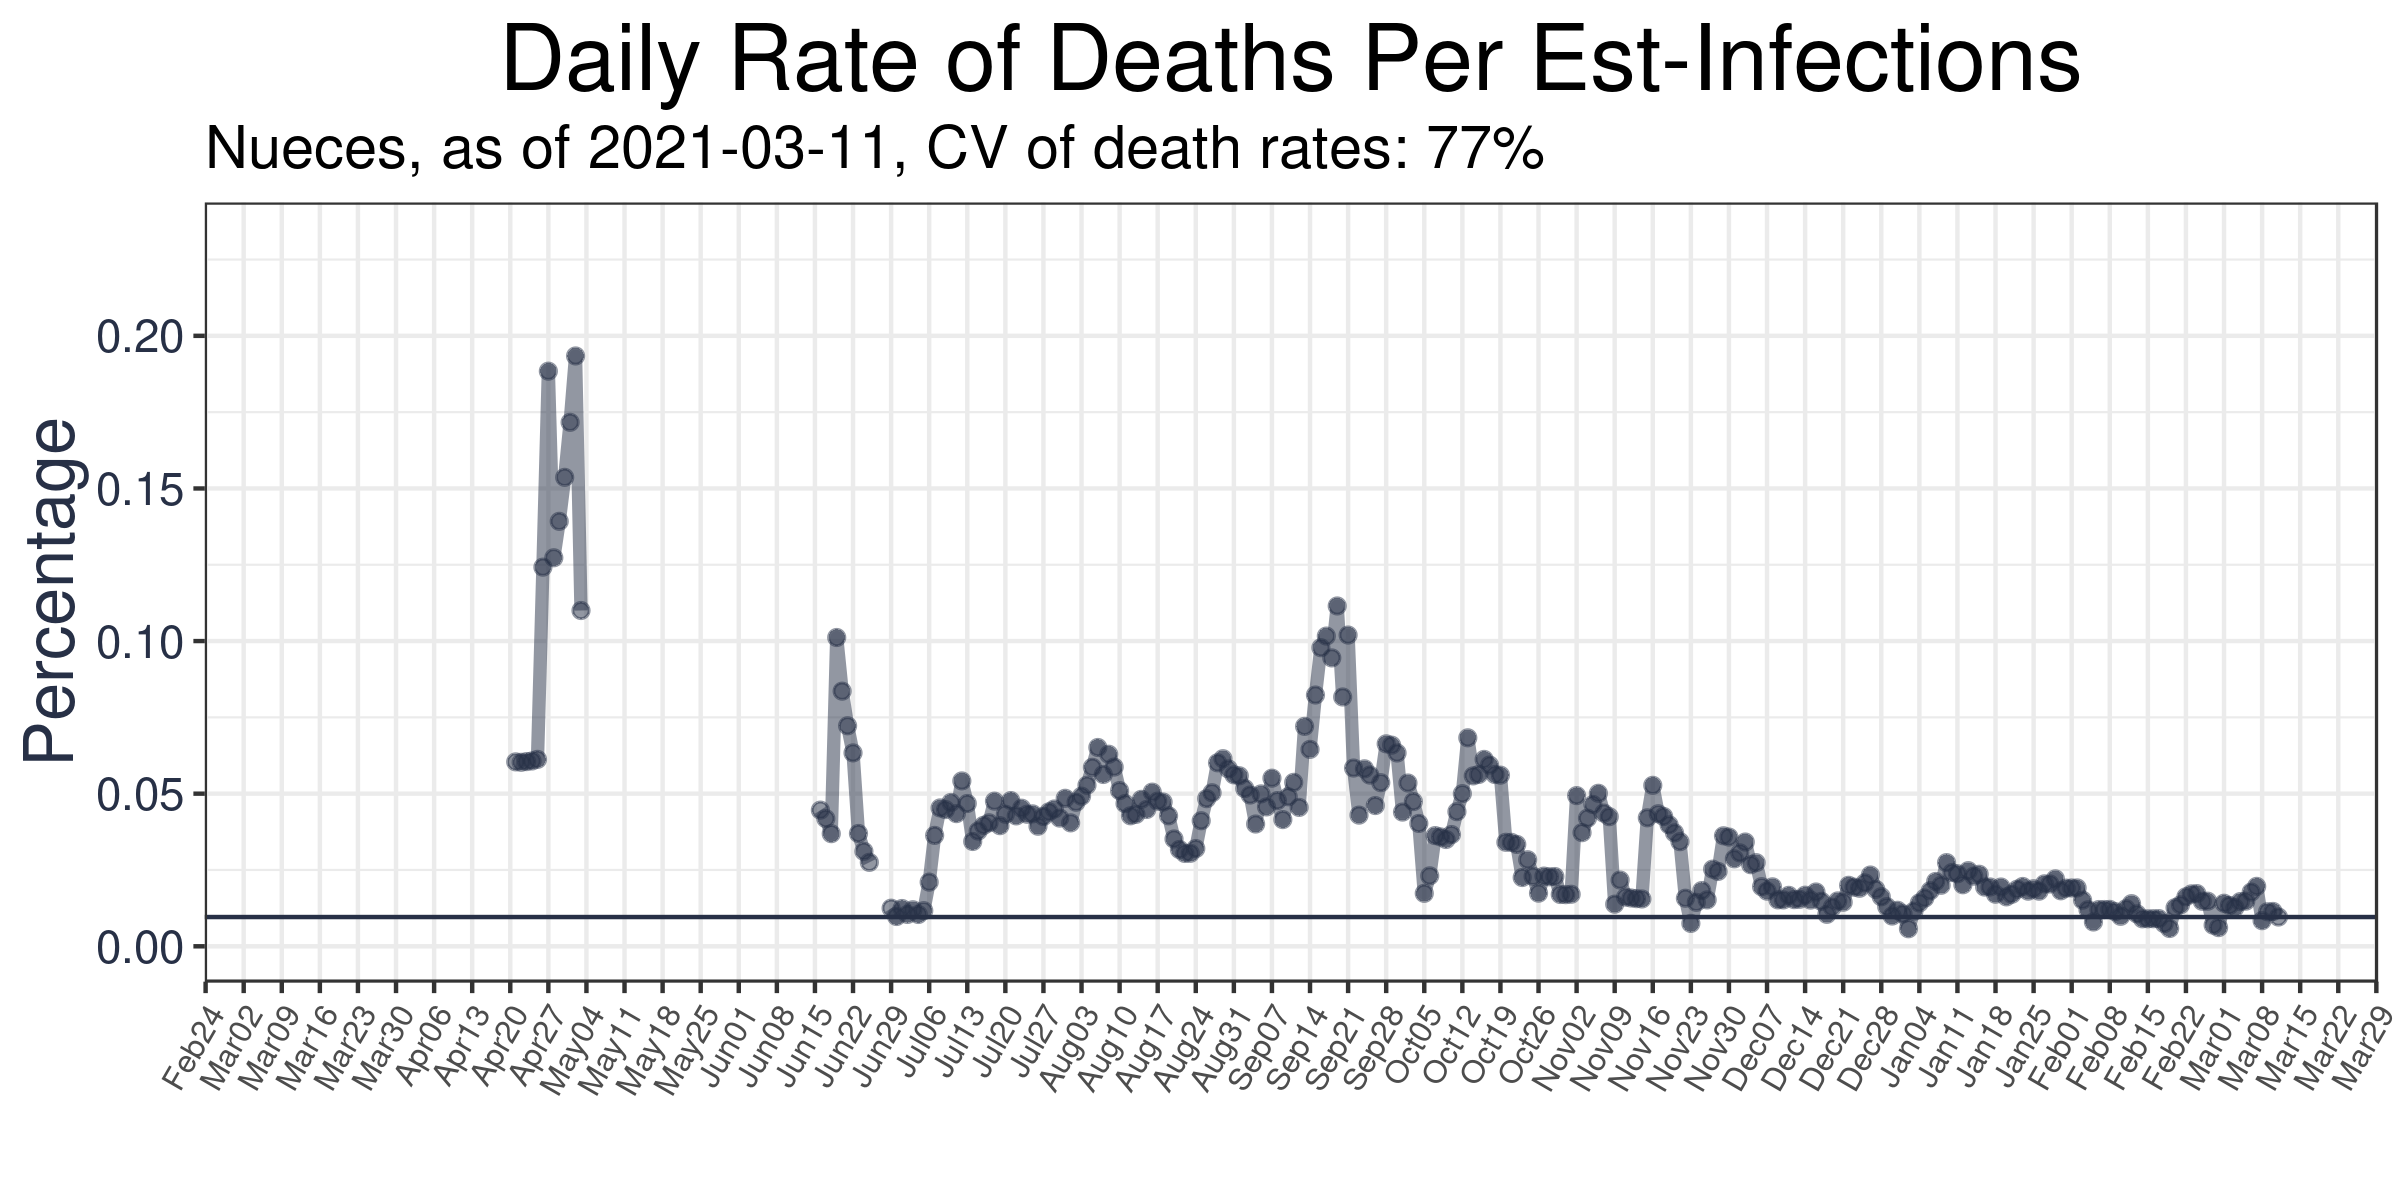 Daily Rate of Deaths Per Est-Infections
Nueces, as of 2021-03-11, CV of death rates: 77%
Percentage
0.20
0.15
0.10
0.05
0.00
Feb24
Mar02
Mar09
Mar16
Mar23
Mar30
Apr06
Apr13
Apr20
Apr27
May04
May11
May18
May25
Jun01
Jun08
Jun15
Jun22
Jun29
Jul06
Jul13
Jul20
Jul27
Aug03
Aug10
Aug17
Aug24
Aug31
Sep07
Sep14
Sep21
Sep28
Oct05
Oct12
Oct19
Oct26
Nov02
Nov09
Nov16
Nov23
Nov30
Dec07
Dec14
Dec21
Dec28
Jan04
Jan11
Jan18
Jan25
Feb01
Feb08
Feb15
Feb22
Mar01
Mar08
Mar15
Mar22
Mar29